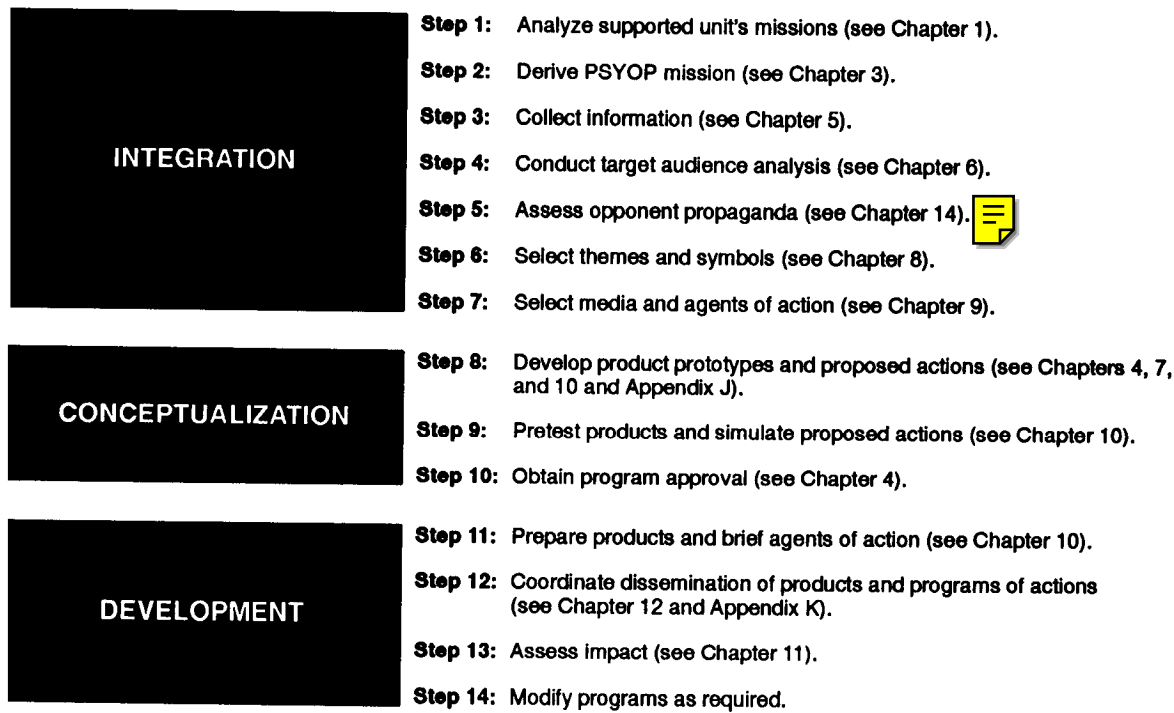 INTEGRATION
Step 1: Analyze supported unit's missions (see Chapter 1).
Step 2: Derive PSYOP mission (see Chapter 3).
Step 3: Collect information (see Chapter 5).
Step 4: Conduct target audience analysis (see Chapter 6).
Step 5: Assess opponent propaganda (see Chapter 14).
Step 6: Select themes and symbols (see Chapter 8).
Step 7: Select media and agents of action (see Chapter 9).
CONCEPTUALIZATION
Step 8: Develop product prototypes and proposed actions (see Chapters 4, 7,
and 10 and Appendix J).
Step 9: Pretest products and simulate proposed actions (see Chapter 10).
Step 10: Obtain program approval (see Chapter 4).
DEVELOPMENT
Step 11: Prepare products and brief agents of action (see Chapter 10).
Step 12: Coordinate dissemination of products and programs of actions
(see Chapter 12 and Appendix K).
Step 13: Assess impact (see Chapter 11).
Step 14: Modify programs as required.